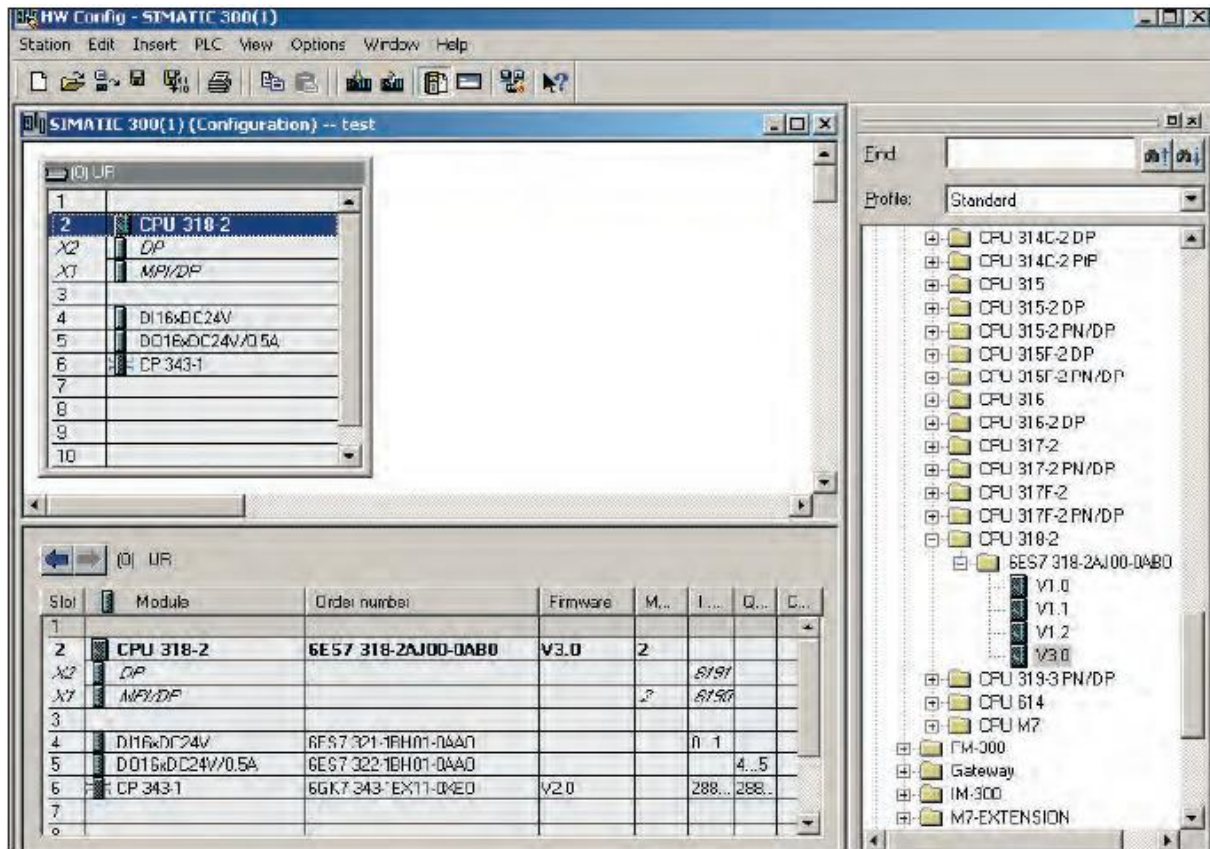 HW Config - SIMATIC 300(1)
Station Edit Insert PLC View Options Window Help
SIMATIC 300(1) (Configuration) -- test
(0) UR
1
2 CPU 318-2
X2 DP
X1 MPI/DP
3
4 DI16xDC24V
5 DO16xDC24V/0.5A
6 CP 343-1
7
8
9
10
Find
Profile: Standard
CPU 314C-2 DP
CPU 314C-2 PtP
CPU 315
CPU 315-2 DP
CPU 315-2 PN/DP
CPU 315F-2 DP
CPU 315F-2 PN/DP
CPU 316
CPU 316-2 DP
CPU 317-2
CPU 317-2 PN/DP
CPU 317F-2
CPU 317F-2 PN/DP
CPU 318-2
6ES7 318-2AJ00-0AB0
V1.0
V1.1
V1.2
V3.0
CPU 319-3 PN/DP
CPU 614
CPU M7
FM-300
Gateway
IM-300
M7-EXTENSION
(0) UR
Slot Module Order number Firmware M... I... Q... C...
1
2 CPU 318-2 6ES7 318-2AJ00-0AB0 V3.0 2
X2 DP 8191
X1 MPI/DP 2 8190
3
4 DI16xDC24V 6ES7 321-1BH01-0AA0 0...1
5 DO16xDC24V/0.5A 6ES7 322-1BH01-0AA0 4...5
6 CP 343-1 6GK7 343-1EX11-0XE0 V2.0 288... 288...
7